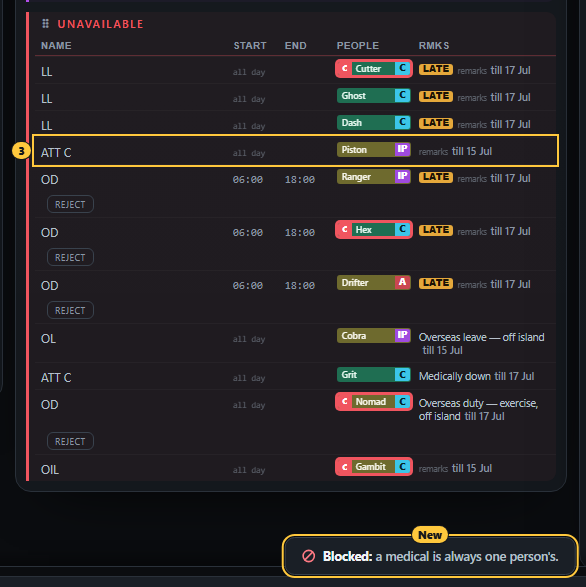 UNAVAILABLE
NAME START END PEOPLE RMKS
LL all day c Cutter C LATE remarks till 17 Jul
LL all day Ghost C LATE remarks till 17 Jul
LL all day Dash C LATE remarks till 17 Jul
3 ATT C all day Piston IP remarks till 15 Jul
OD 06:00 18:00 Ranger IP LATE remarks till 17 Jul
REJECT
OD 06:00 18:00 c Hex C LATE remarks till 17 Jul
REJECT
OD 06:00 18:00 Drifter A LATE remarks till 17 Jul
REJECT
OL all day Cobra IP Overseas leave — off island
till 15 Jul
ATT C all day Grit C Medically down till 17 Jul
OD all day c Nomad C Overseas duty — exercise,
off island till 17 Jul
REJECT
OIL all day c Gambit C remarks till 15 Jul
New
Blocked: a medical is always one person's.